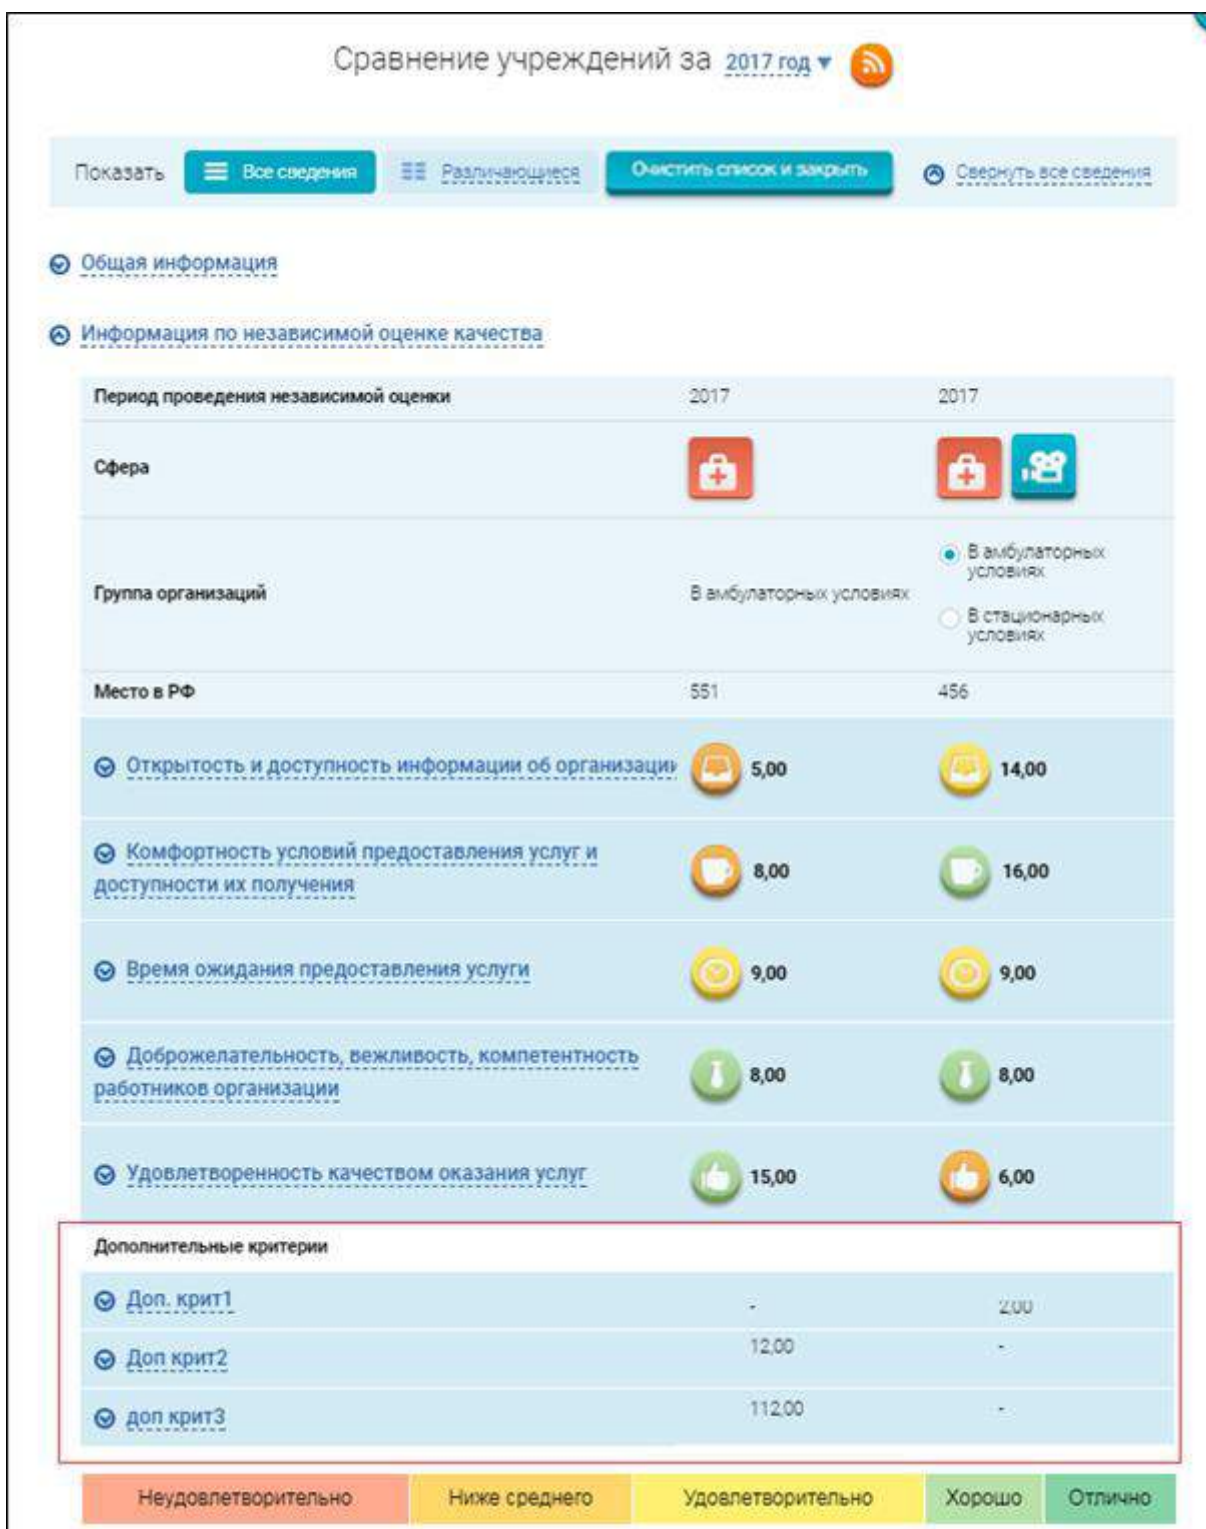 Сравнение учреждений за 2017 год
Показать Все сведения Различающиеся Очистить список и закрыть Свернуть все сведения
Общая информация
Информация по независимой оценке качества
Период проведения независимой оценки 2017 2017
Сфера
Группа организаций В амбулаторных условиях
В амбулаторных
условиях
В стационарных
условиях
Место в РФ 551 456
Открытость и доступность информации об организации 5,00 14,00
Комфортность условий предоставления услуг и
доступности их получения 8,00 16,00
Время ожидания предоставления услуги 9,00 9,00
Доброжелательность, вежливость, компетентность
работников организации 8,00 8,00
Удовлетворенность качеством оказания услуг 15,00 6,00
Дополнительные критерии
Доп. крит1 - 2,00
Доп крит2 12,00 -
доп крит3 112,00 -
Неудовлетворительно Ниже среднего Удовлетворительно Хорошо Отлично